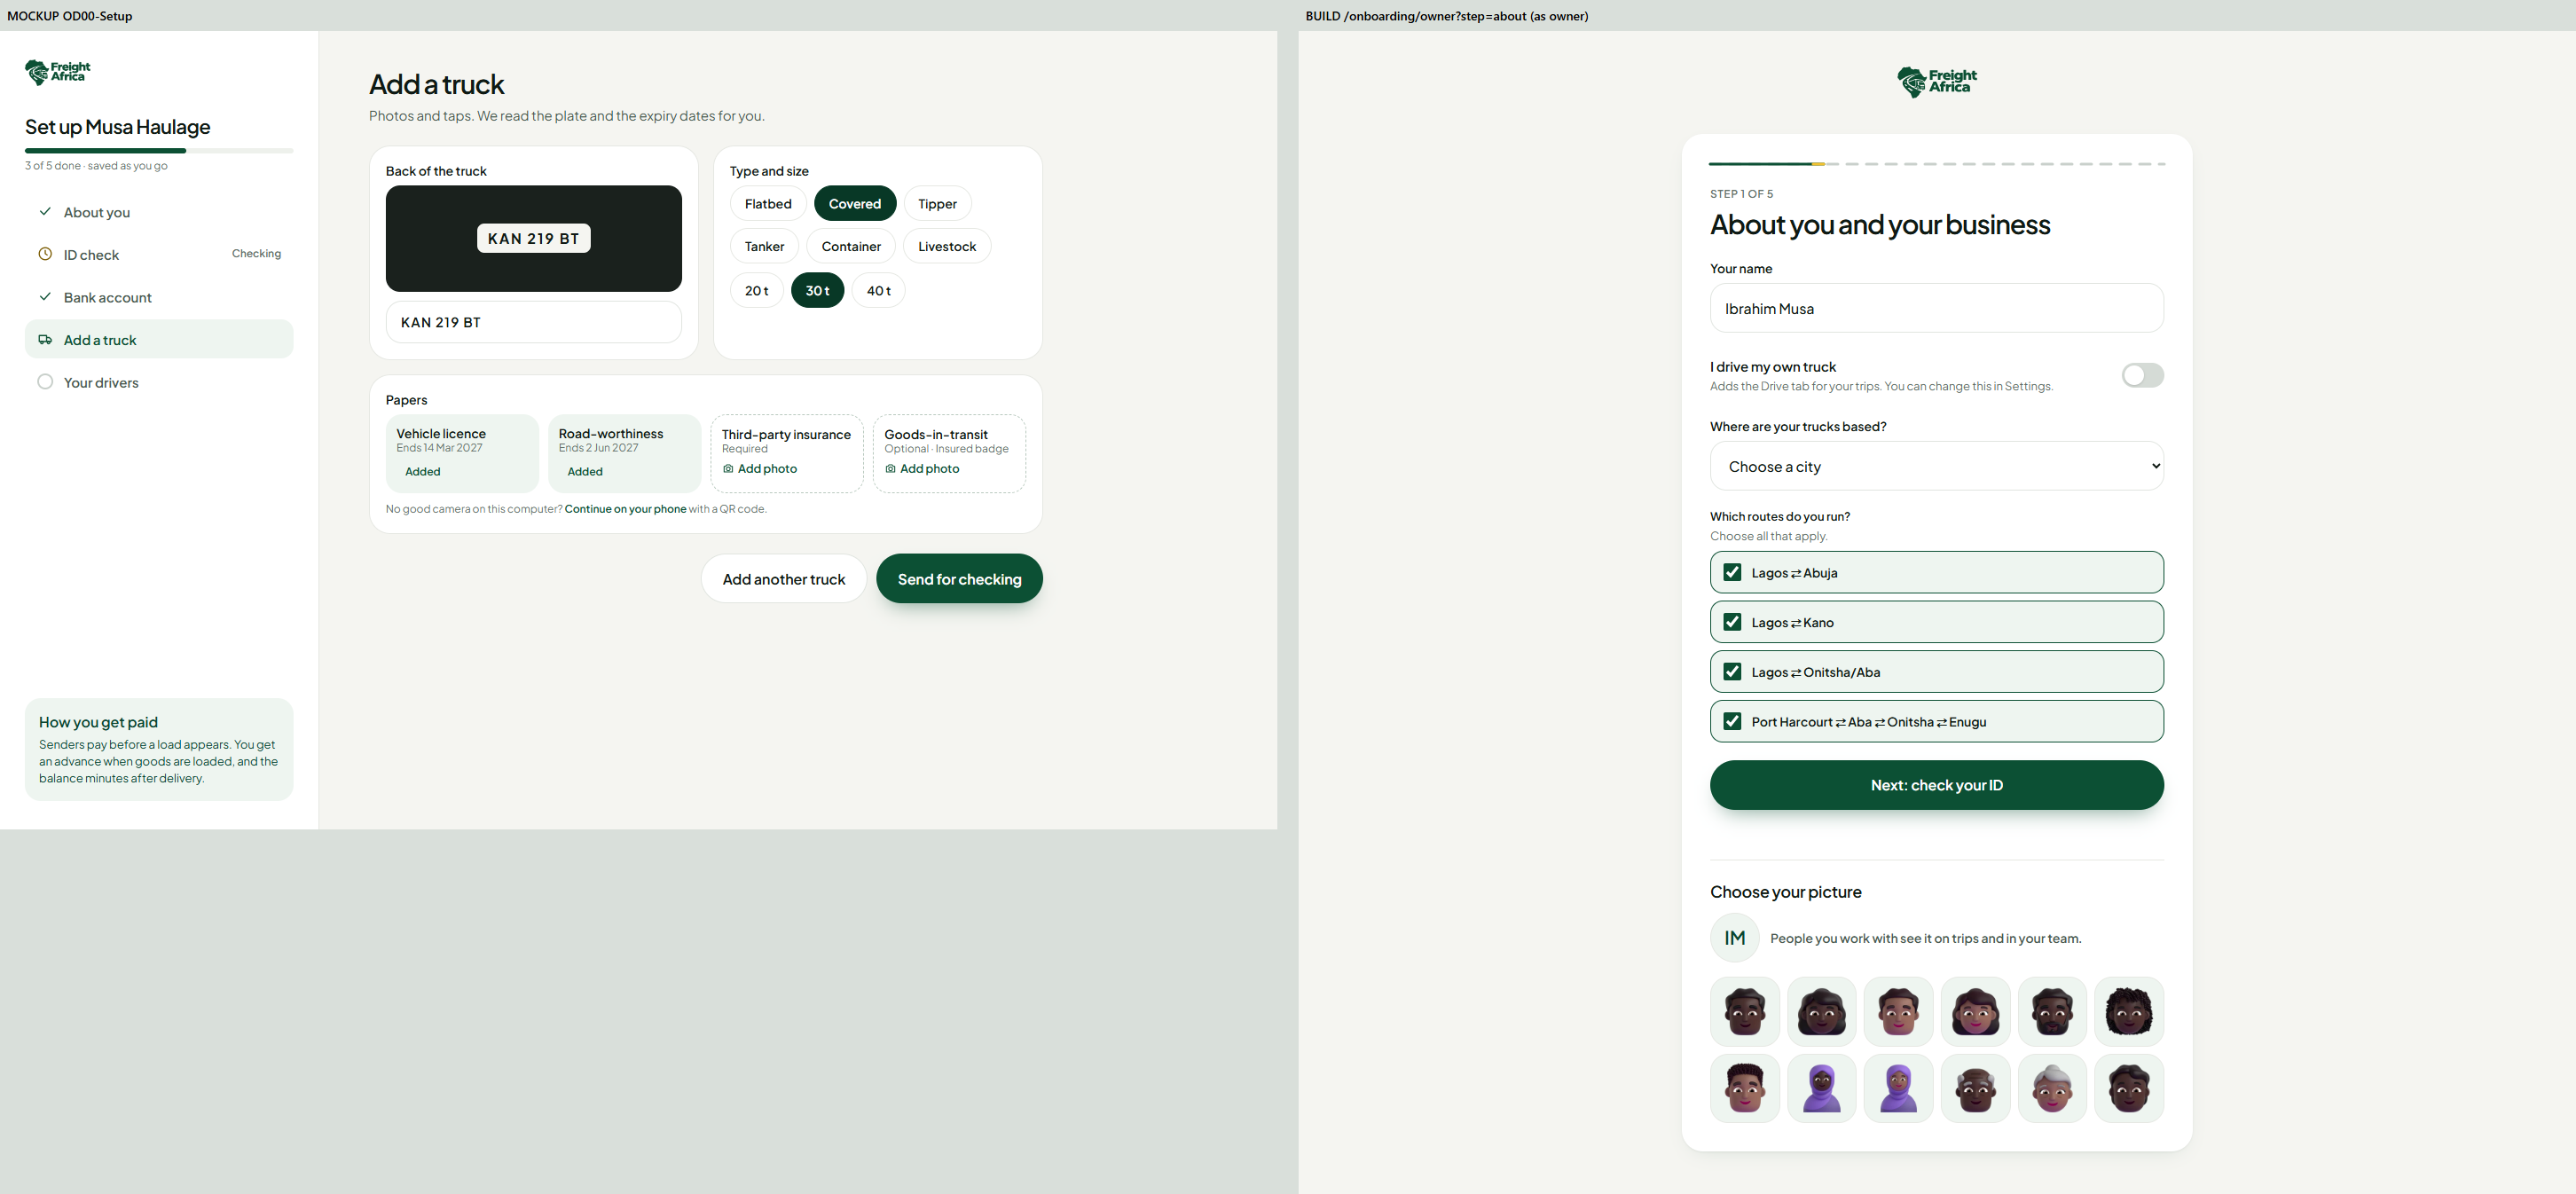 MOCKUP OD00-Setup
Freight
Africa
Set up Musa Haulage
3 of 5 done · saved as you go
About you
ID check
Checking
Bank account
Add a truck
Your drivers
How you get paid
Senders pay before a load appears. You get
an advance when goods are loaded, and the
balance minutes after delivery.
Add a truck
Photos and taps. We read the plate and the expiry dates for you.
Back of the truck
KAN 219 BT
KAN 219 BT
Type and size
Flatbed
Covered
Tipper
Tanker
Container
Livestock
20 t
30 t
40 t
Papers
Vehicle licence
Ends 14 Mar 2027
Added
Road-worthiness
Ends 2 Jun 2027
Added
Third-party insurance
Required
Add photo
Goods-in-transit
Optional · Insured badge
Add photo
No good camera on this computer? Continue on your phone with a QR code.
Add another truck
Send for checking
BUILD /onboarding/owner?step=about (as owner)
Freight
Africa
STEP 1 OF 5
About you and your business
Your name
Ibrahim Musa
I drive my own truck
Adds the Drive tab for your trips. You can change this in Settings.
Where are your trucks based?
Choose a city
Which routes do you run?
Choose all that apply.
Lagos ⇄ Abuja
Lagos ⇄ Kano
Lagos ⇄ Onitsha/Aba
Port Harcourt ⇄ Aba ⇄ Onitsha ⇄ Enugu
Next: check your ID
Choose your picture
IM
People you work with see it on trips and in your team.